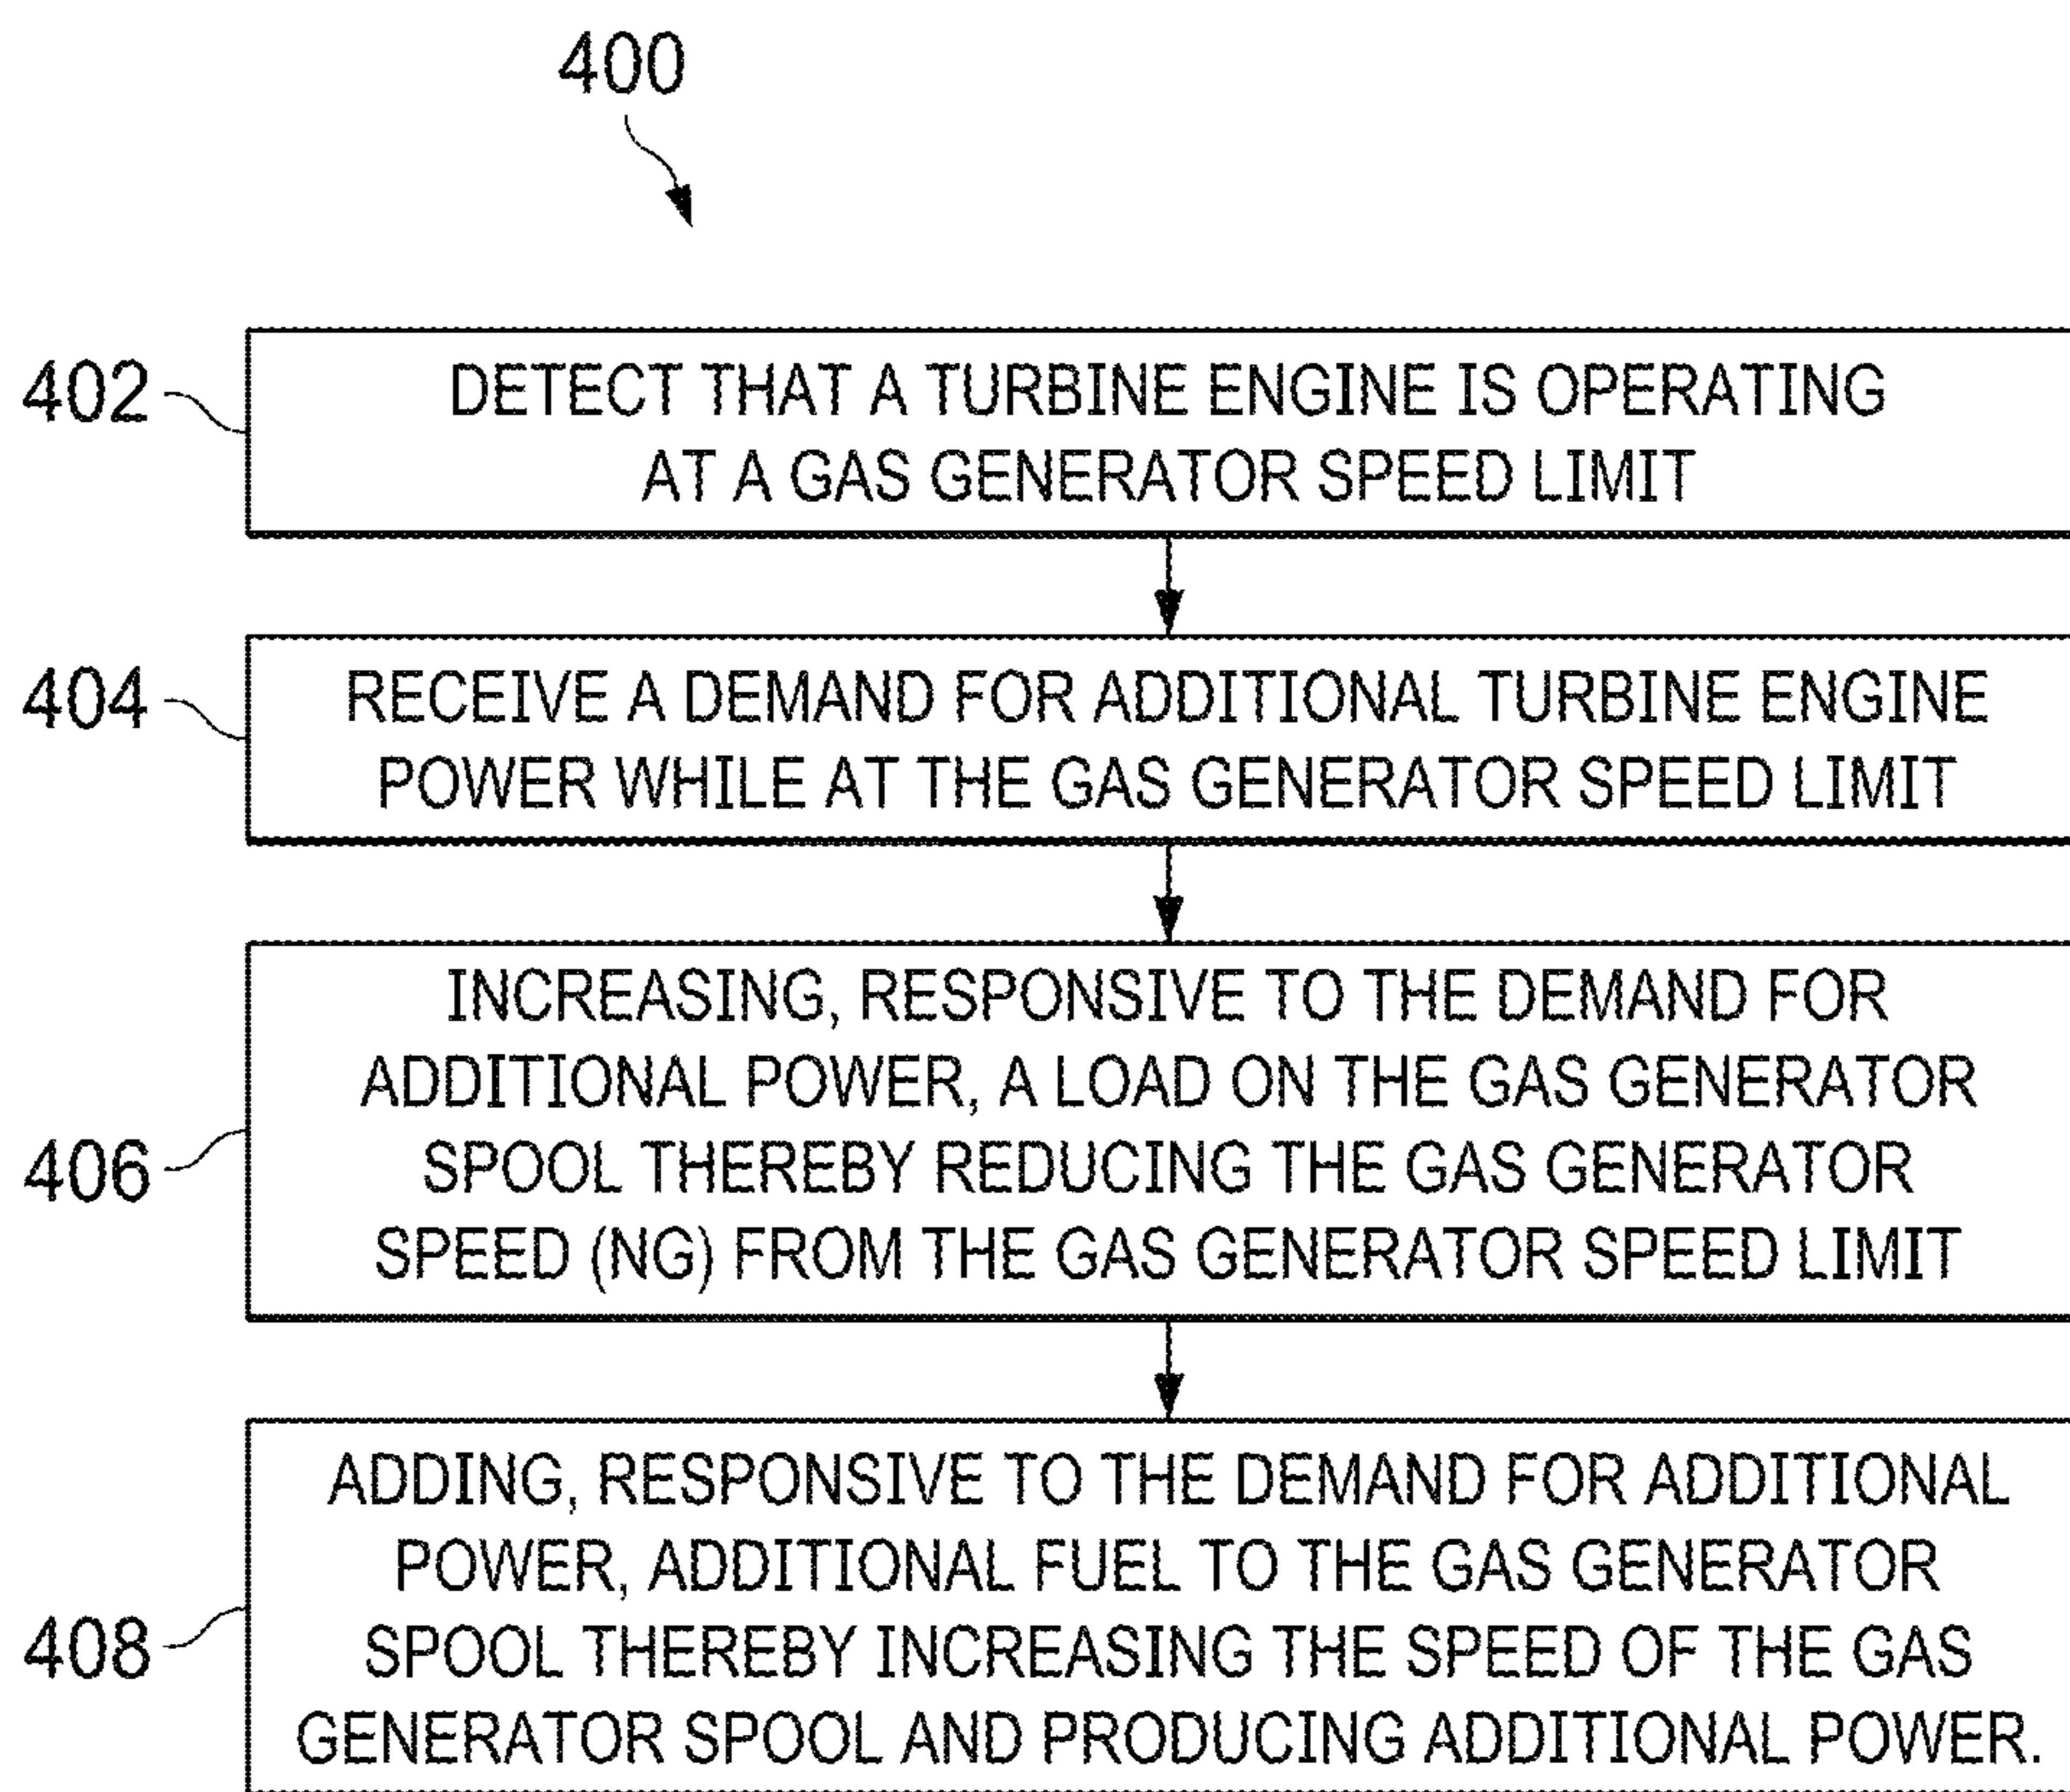 400
402
DETECT THAT A TURBINE ENGINE IS OPERATING
AT A GAS GENERATOR SPEED LIMIT
404
RECEIVE A DEMAND FOR ADDITIONAL TURBINE ENGINE
POWER WHILE AT THE GAS GENERATOR SPEED LIMIT
406
INCREASING, RESPONSIVE TO THE DEMAND FOR
ADDITIONAL POWER, A LOAD ON THE GAS GENERATOR
SPOOL THEREBY REDUCING THE GAS GENERATOR
SPEED (NG) FROM THE GAS GENERATOR SPEED LIMIT
408
ADDING, RESPONSIVE TO THE DEMAND FOR ADDITIONAL
POWER, ADDITIONAL FUEL TO THE GAS GENERATOR
SPOOL THEREBY INCREASING THE SPEED OF THE GAS
GENERATOR SPOOL AND PRODUCING ADDITIONAL POWER.